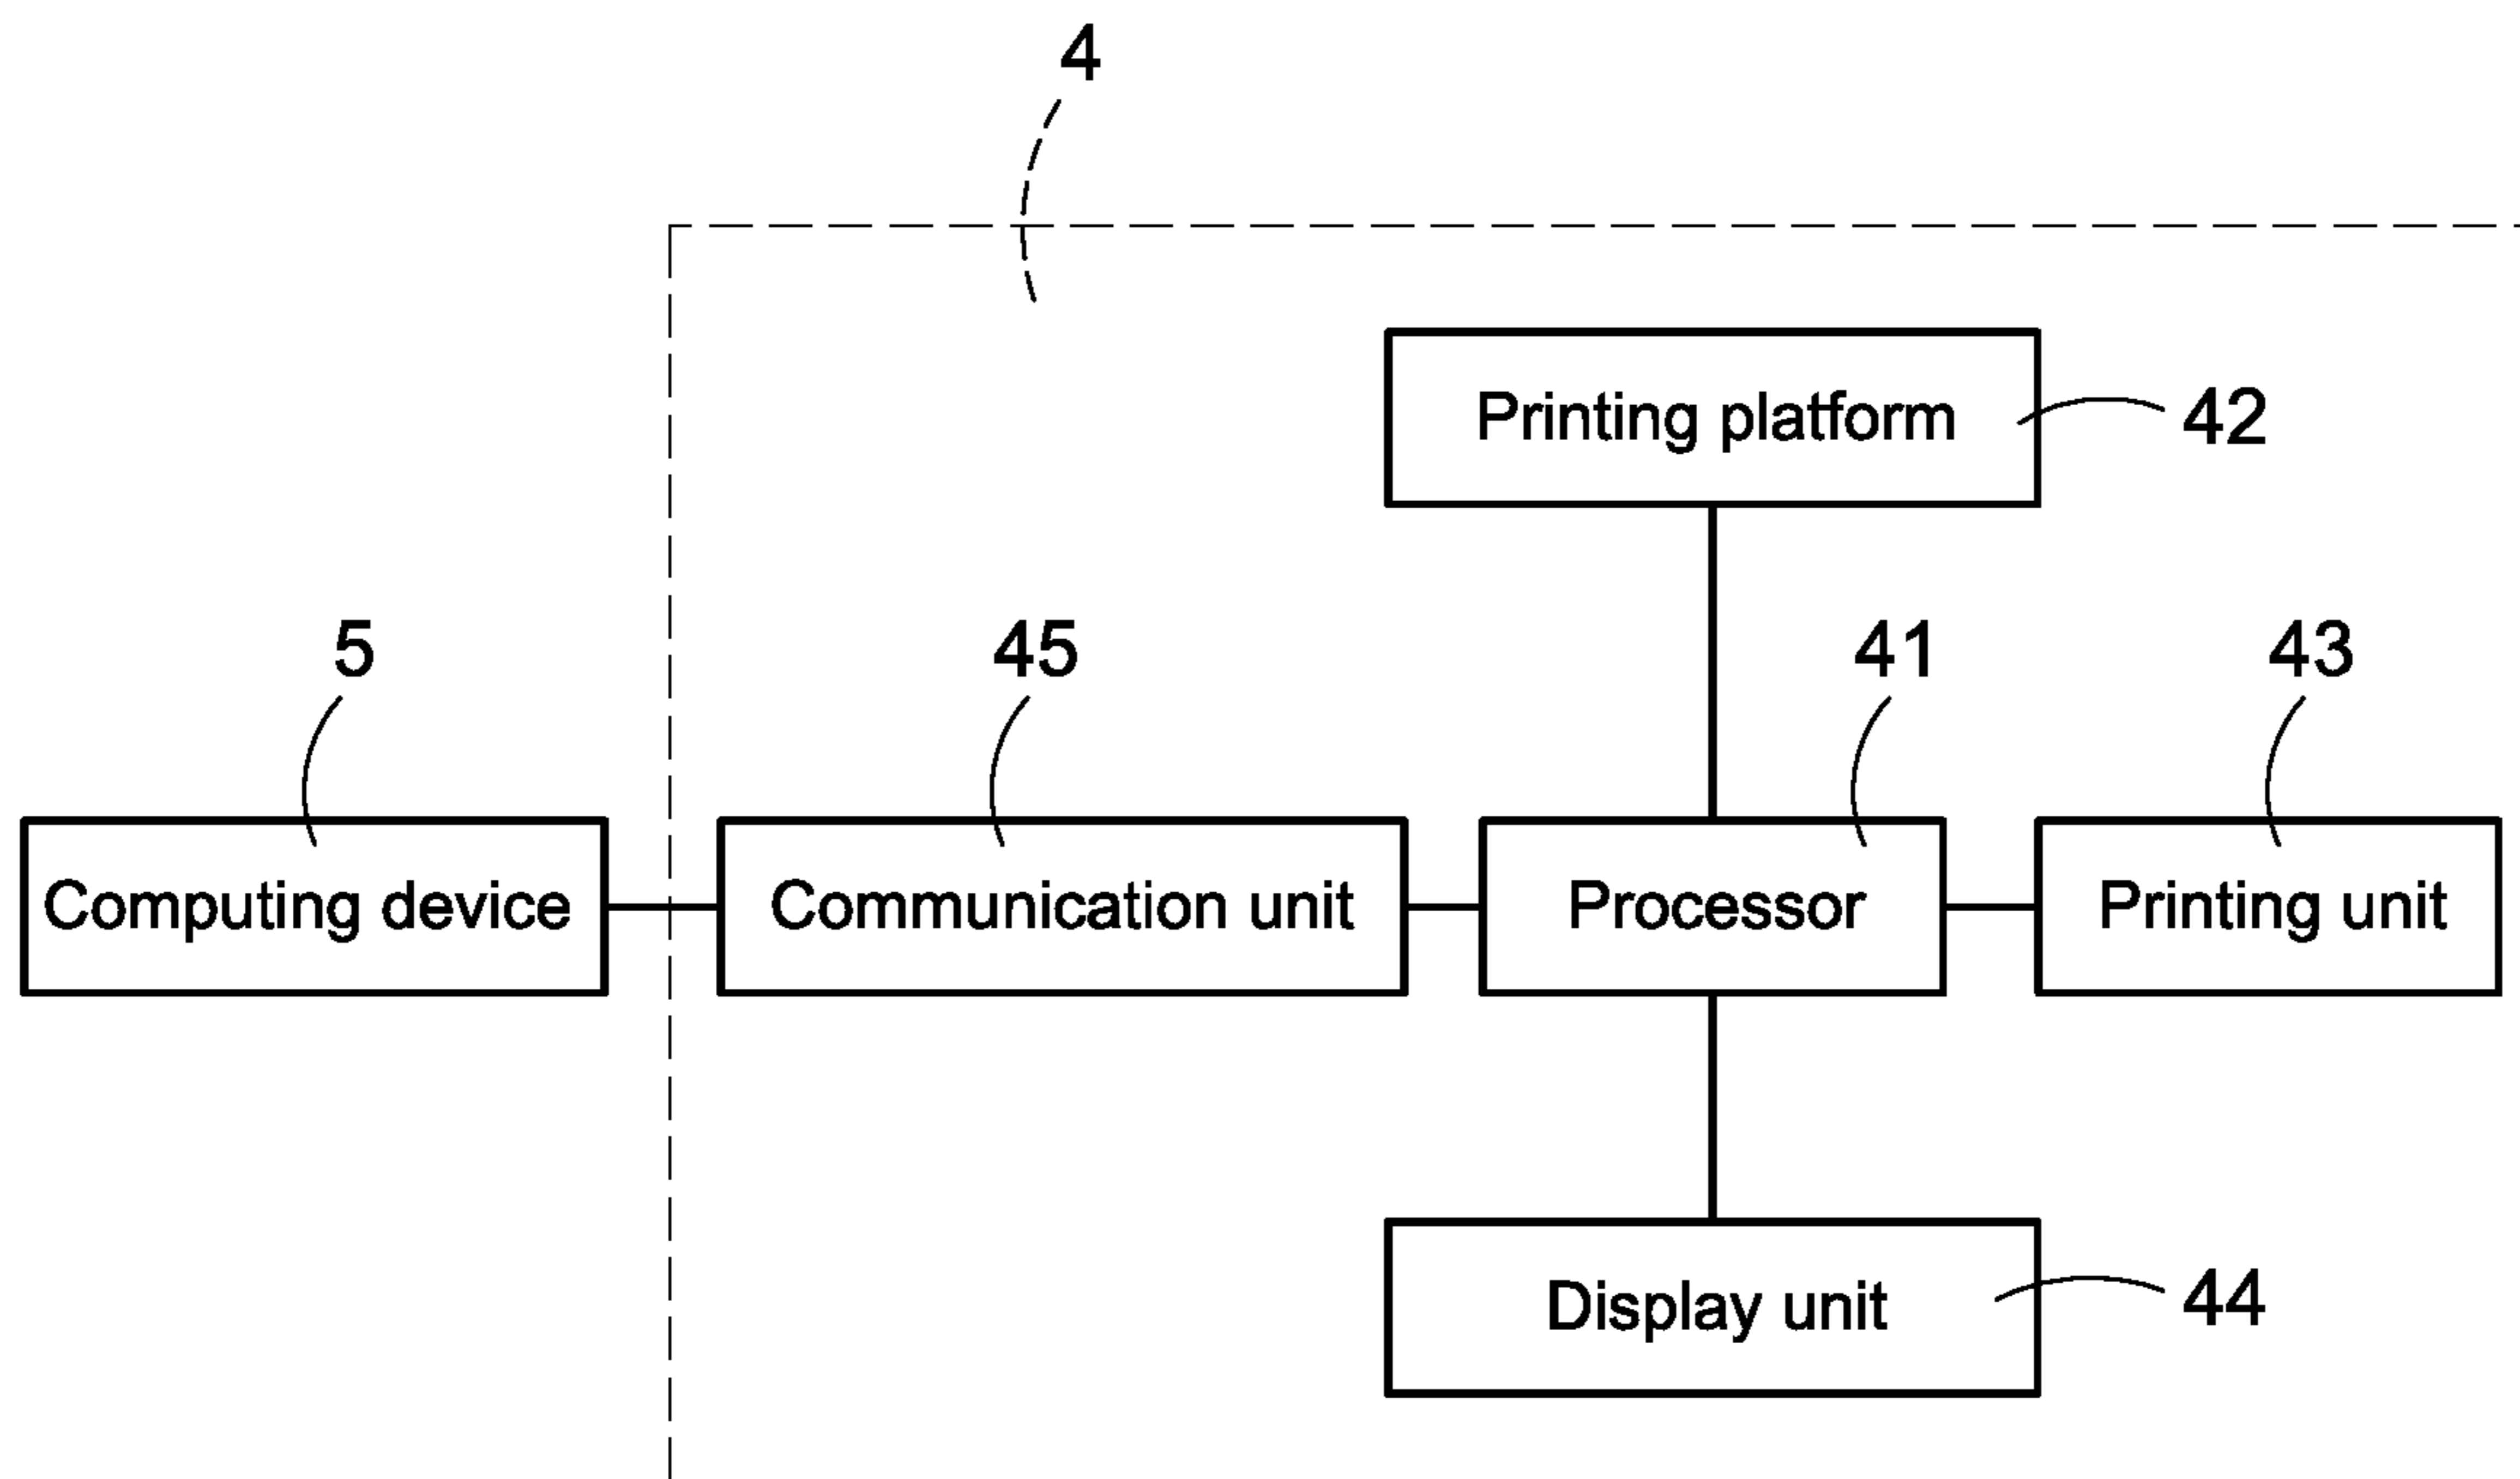 4
Printing platform
42
5
45
41
43
Computing device
Communication unit
Processor
Printing unit
Display unit
44